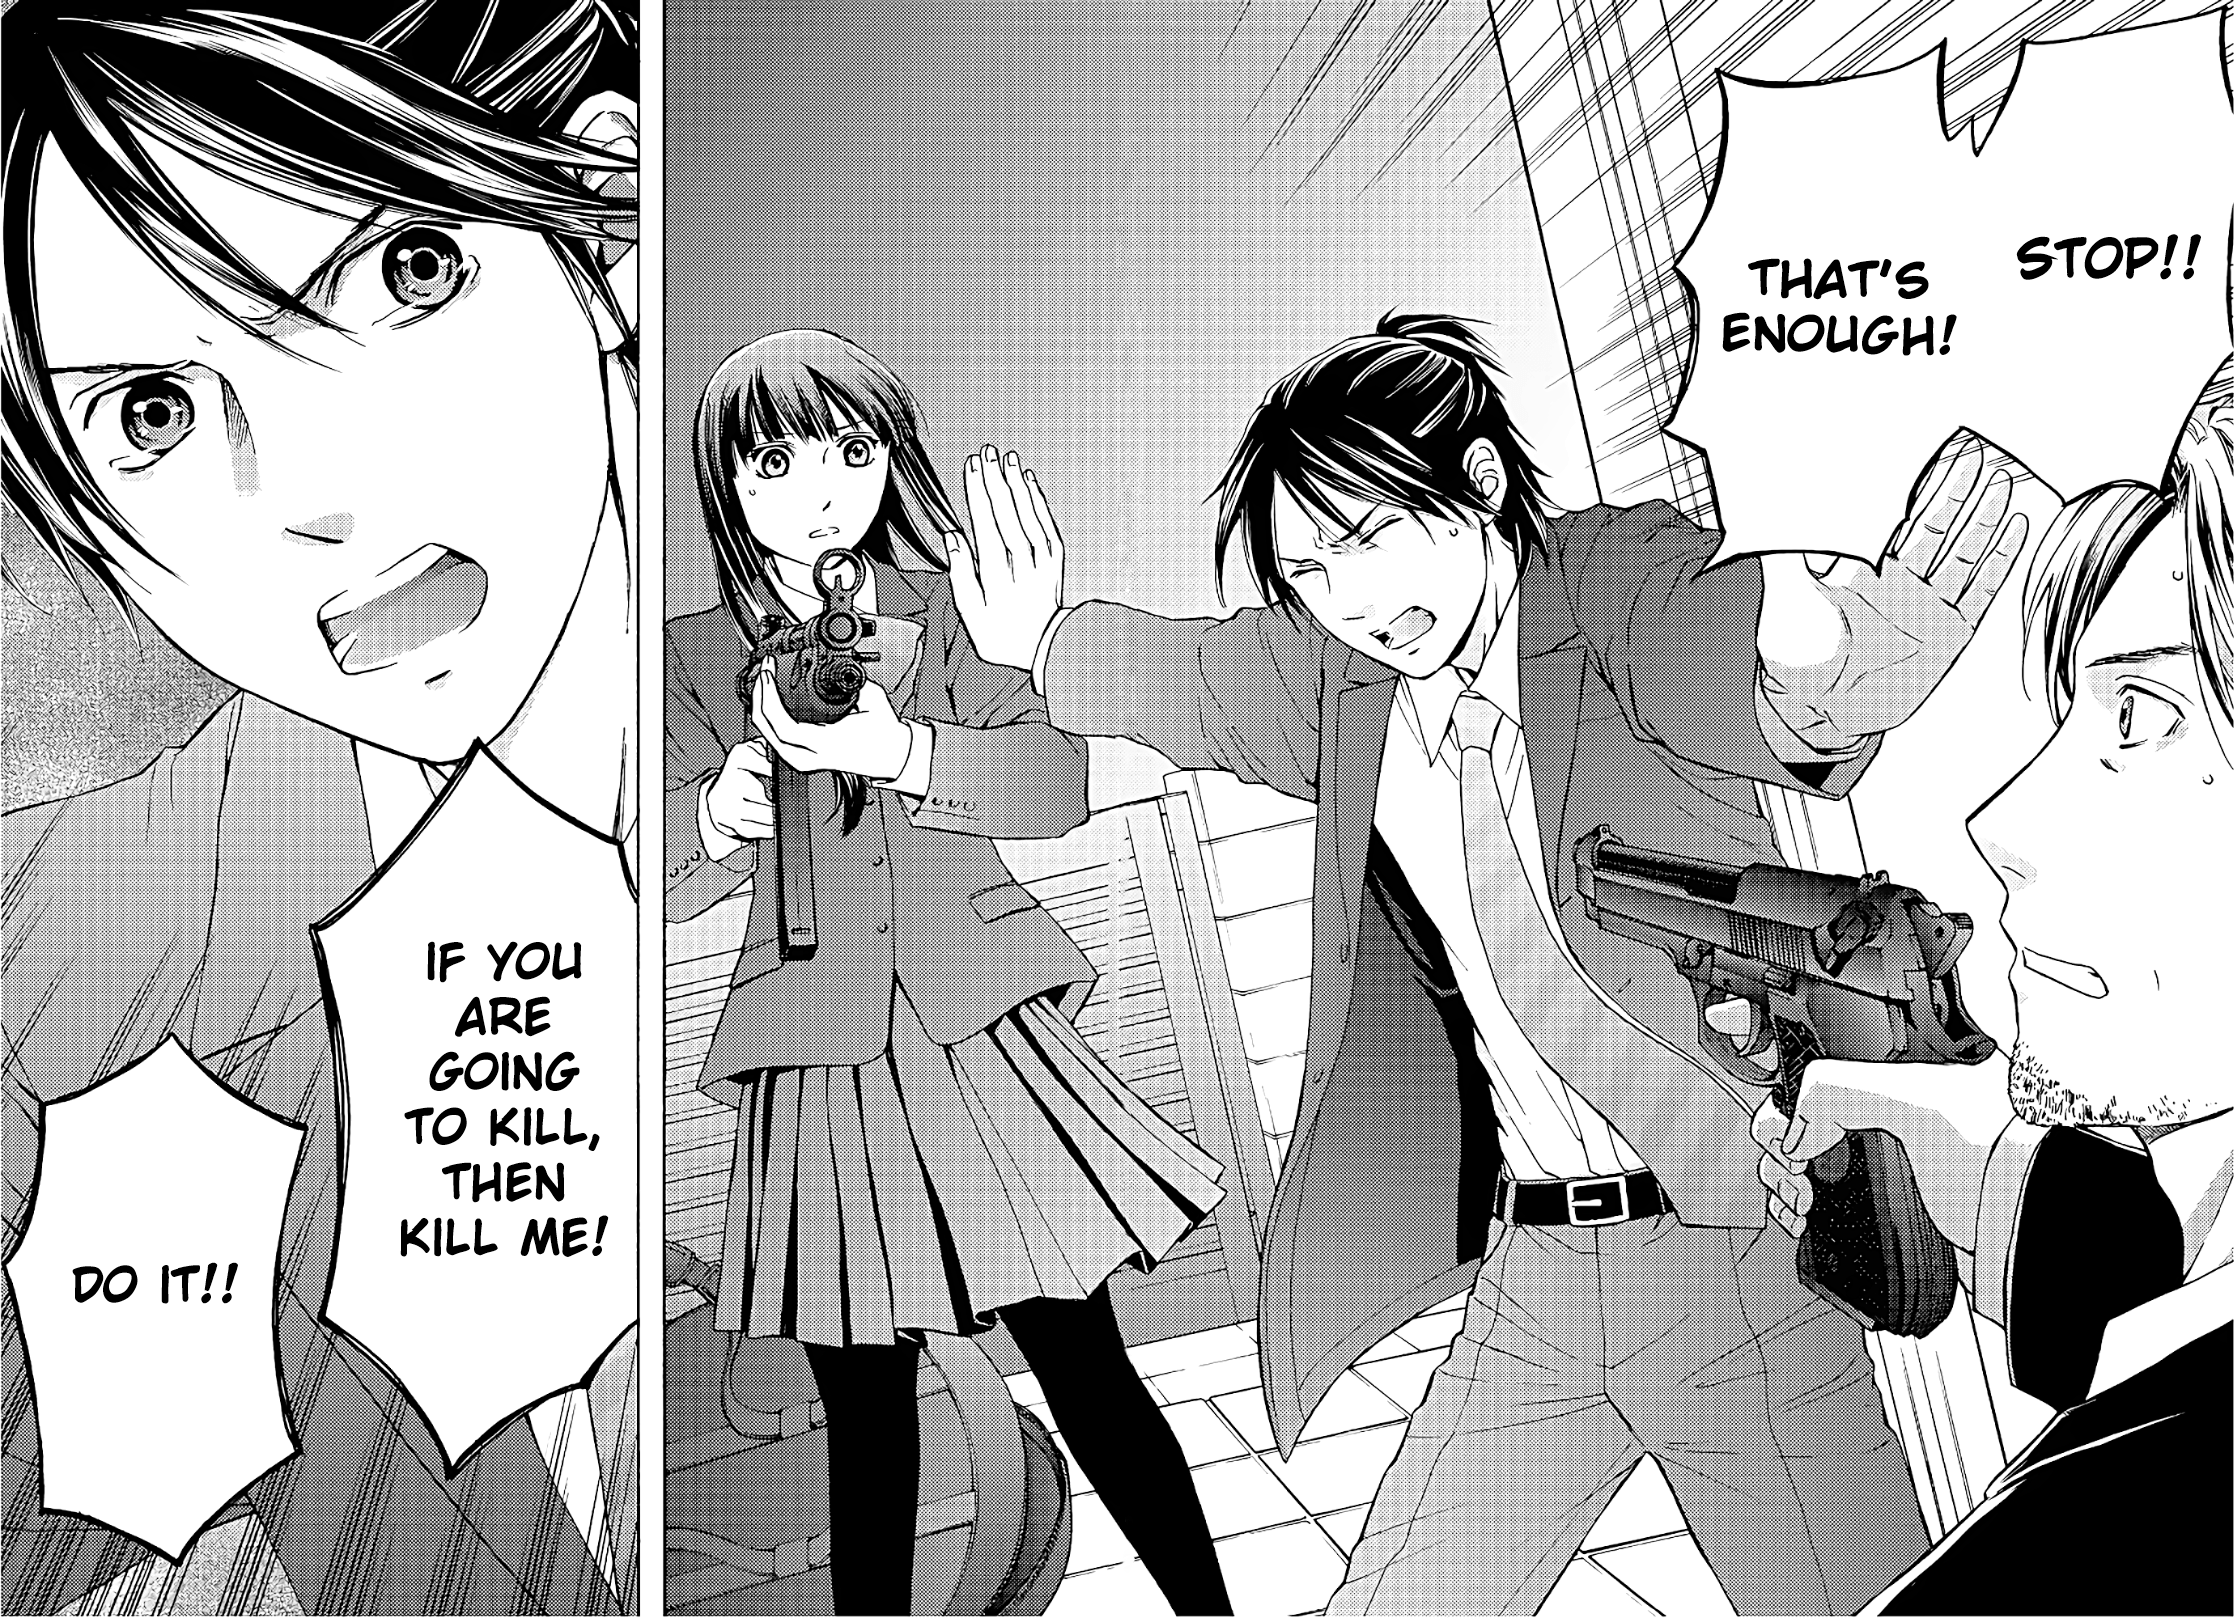 STOP!!
THAT'S
ENOUGH!
IF YOU
ARE
GOING
TO KILL,
THEN
KILL ME!
DO IT!!